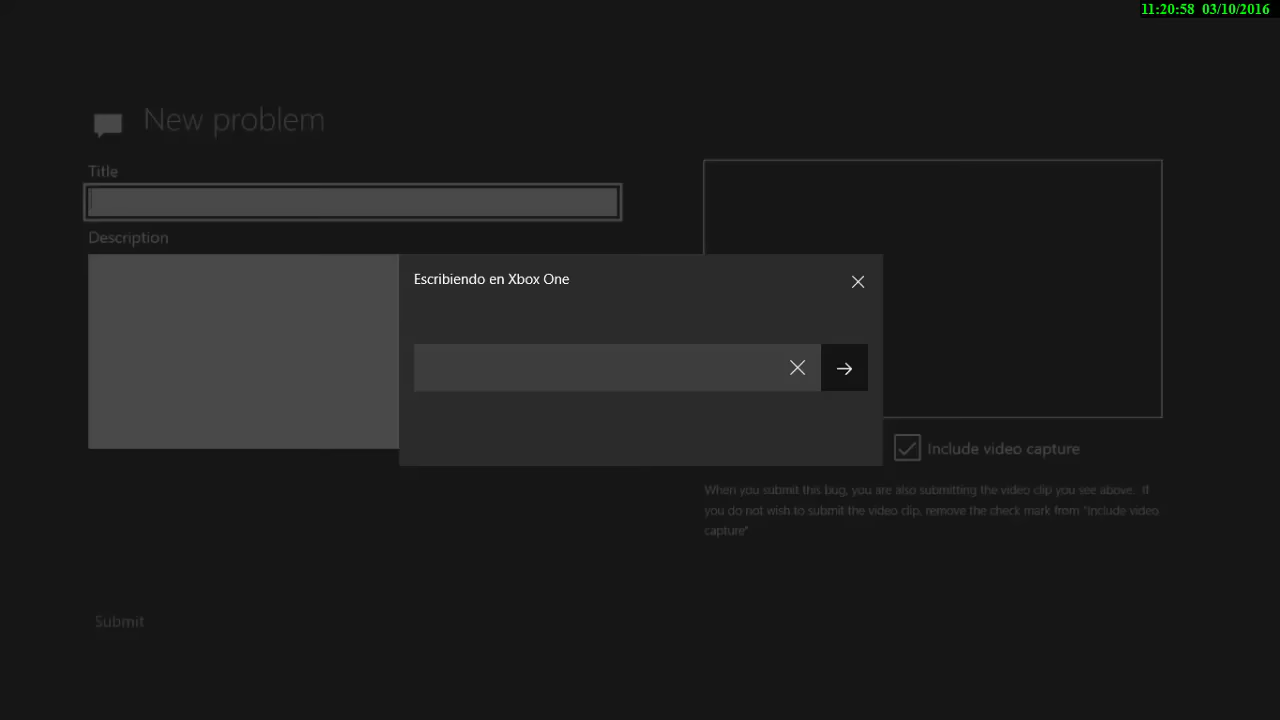 11:20:58 03/10/2016
New problem
Title
Description
Escribiendo en Xbox One
Include video capture
When you submit this bug, you are also submitting the video clip you see above. If
you do not wish to submit the video clip, remove the check mark from "Include video
capture"
Submit